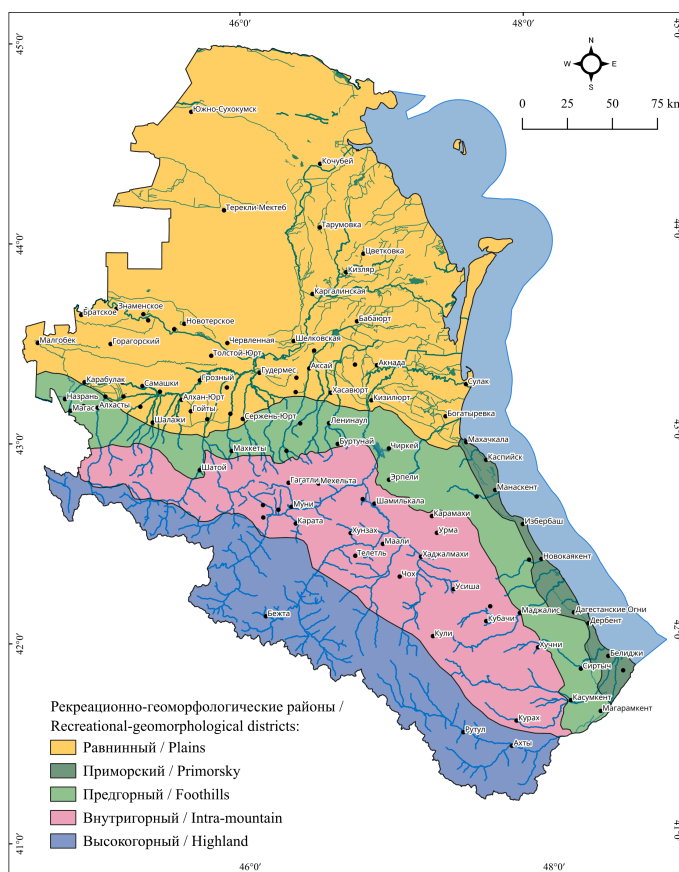 46°0'
48°0'
45°0'
N
W
E
S
0
25
50
75 km
Южно-Сухокумск
Кочубей
Терекли-Мектеб
Тарумовка
44°0'
Цветковка
Кизляр
Каргалинская
Знаменское
Братское
Новотерское
Бабаюрт
Малгобек
Горагорский
Червленная
Шелковская
Толстой-Юрт
Аксай
Акнада
Гудермес
Карабулак
Самашки
Грозный
Сулак
Назрань
Алхан-Юрт
Хасавюрт
Кизилюрт
Магас
Алхасты
Гойты
Сержень-Юрт
Богатыревка
Шалажи
Ленинаул
43°0'
Махачкала
Махкеты
Буртунай
Чиркей
Каспийск
Шатой
Гагатли
Мехельта
Эрпели
Манаскент
Муни
Шамилькала
Карата
Карамахи
Избербаш
Хунзах
Урма
Маали
Телетль
Хаджалмахи
Новокаякент
Чох
Усиша
Бежта
Кубачи
Маджалис
Дагестанские Огни
Дербент
Кули
42°0'
Хучни
Белиджи
Сиртыч
Касумкент
Магарамкент
Курах
Рутул
Ахты
Рекреационно-геоморфологические районы /
Recreational-geomorphological districts:
Равнинный / Plains
Приморский / Primorsky
Предгорный / Foothills
Внутригорный / Intra-mountain
Высокогорный / Highland
41°0'
46°0'
48°0'